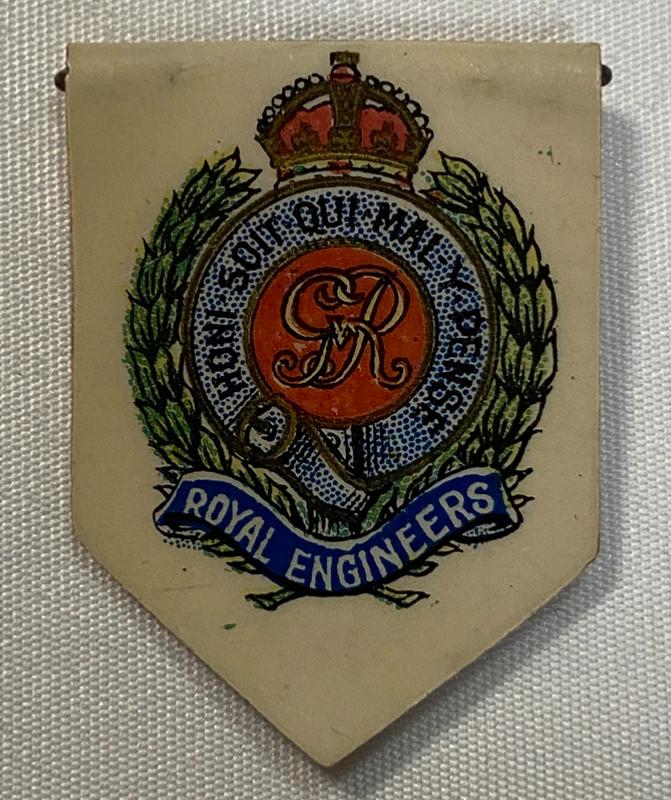 HONI·SOIT·QUI·MAL·Y·PENSE
GR
ROYAL ENGINEERS